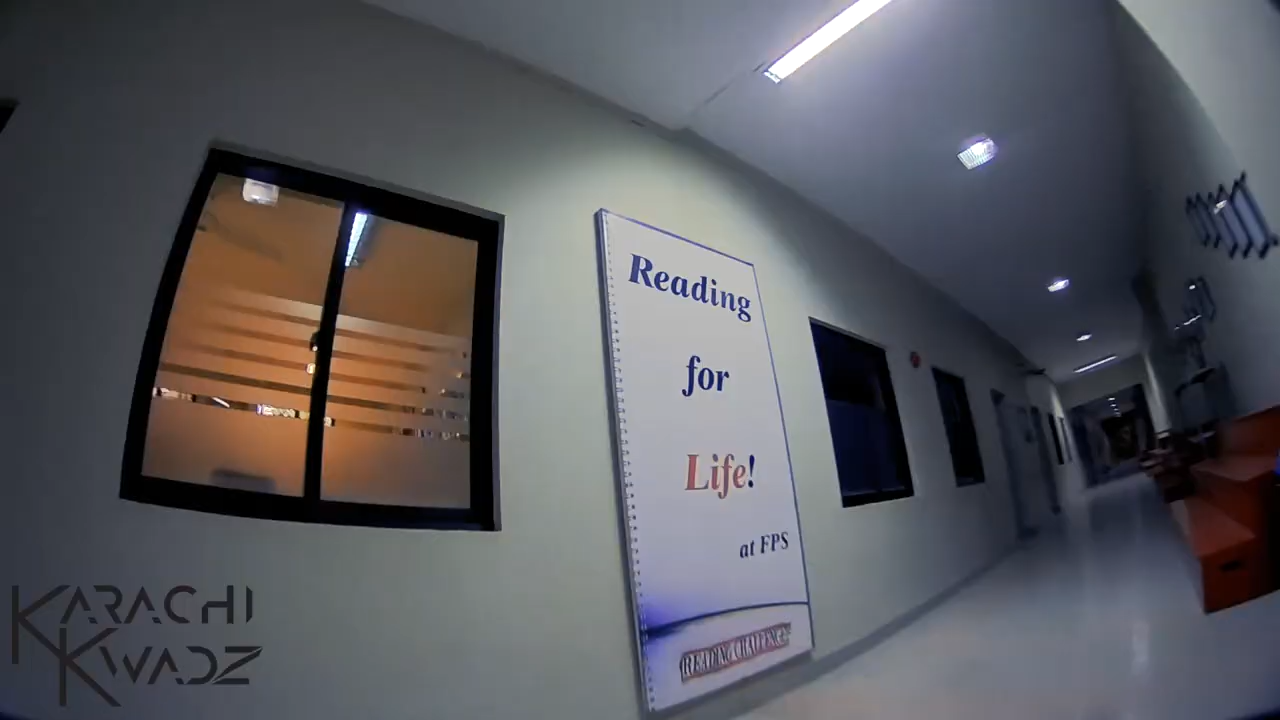 Reading
for
Life!
at FPS
READING CHALLENGE
KARACHI
KWADZ